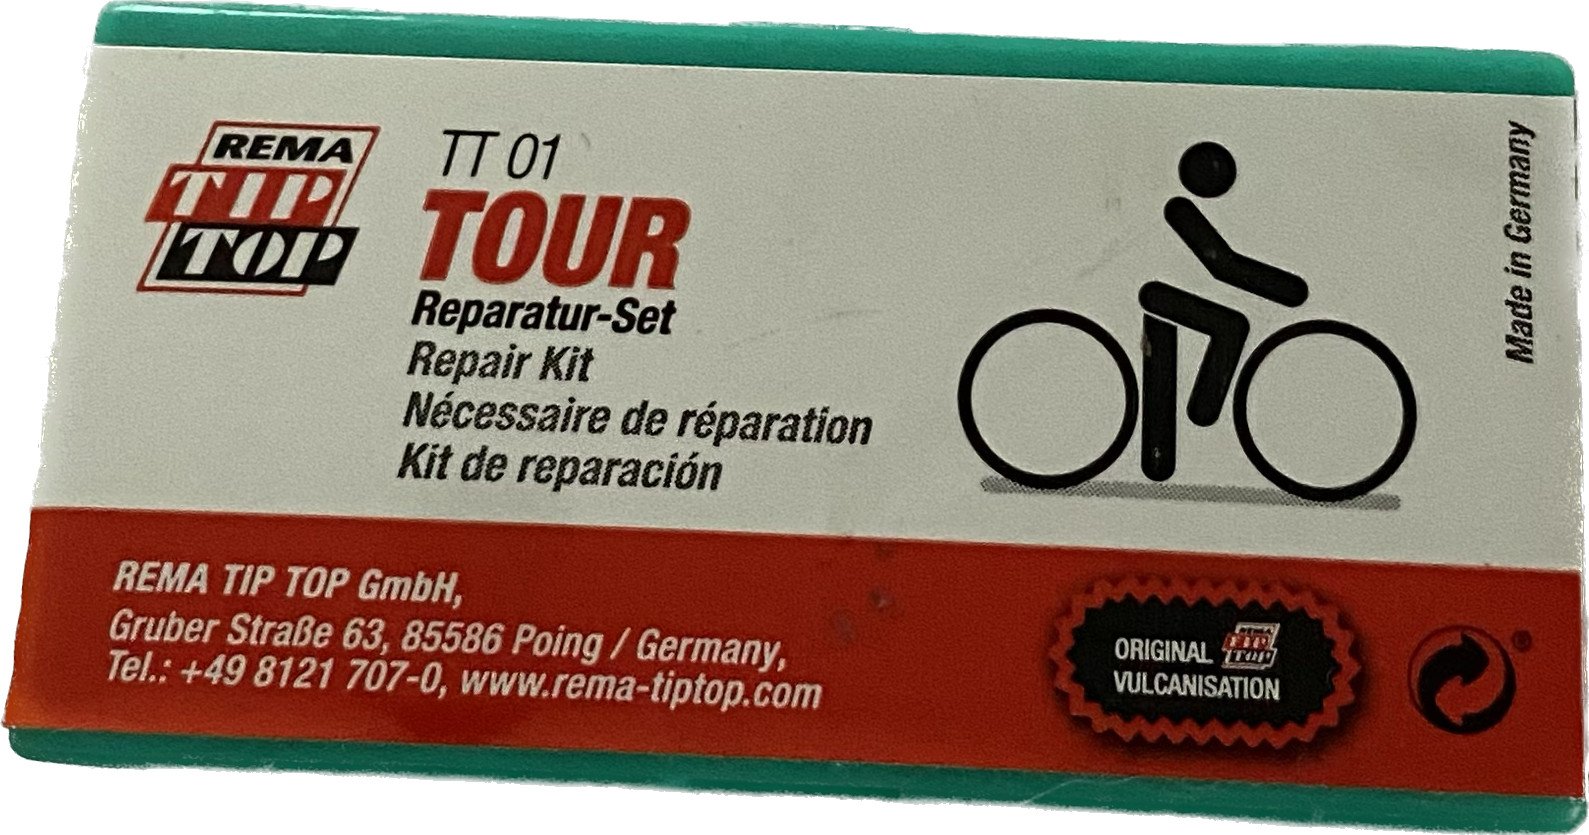 REMA
TIP
TOP
TT 01
TOUR
Reparatur-Set
Repair Kit
Nécessaire de réparation
Kit de reparación
Made in Germany
REMA TIP TOP GmbH,
Gruber Straße 63, 85586 Poing / Germany,
Tel.: +49 8121 707-0, www.rema-tiptop.com
ORIGINAL REMA TIP TOP
VULCANISATION
®